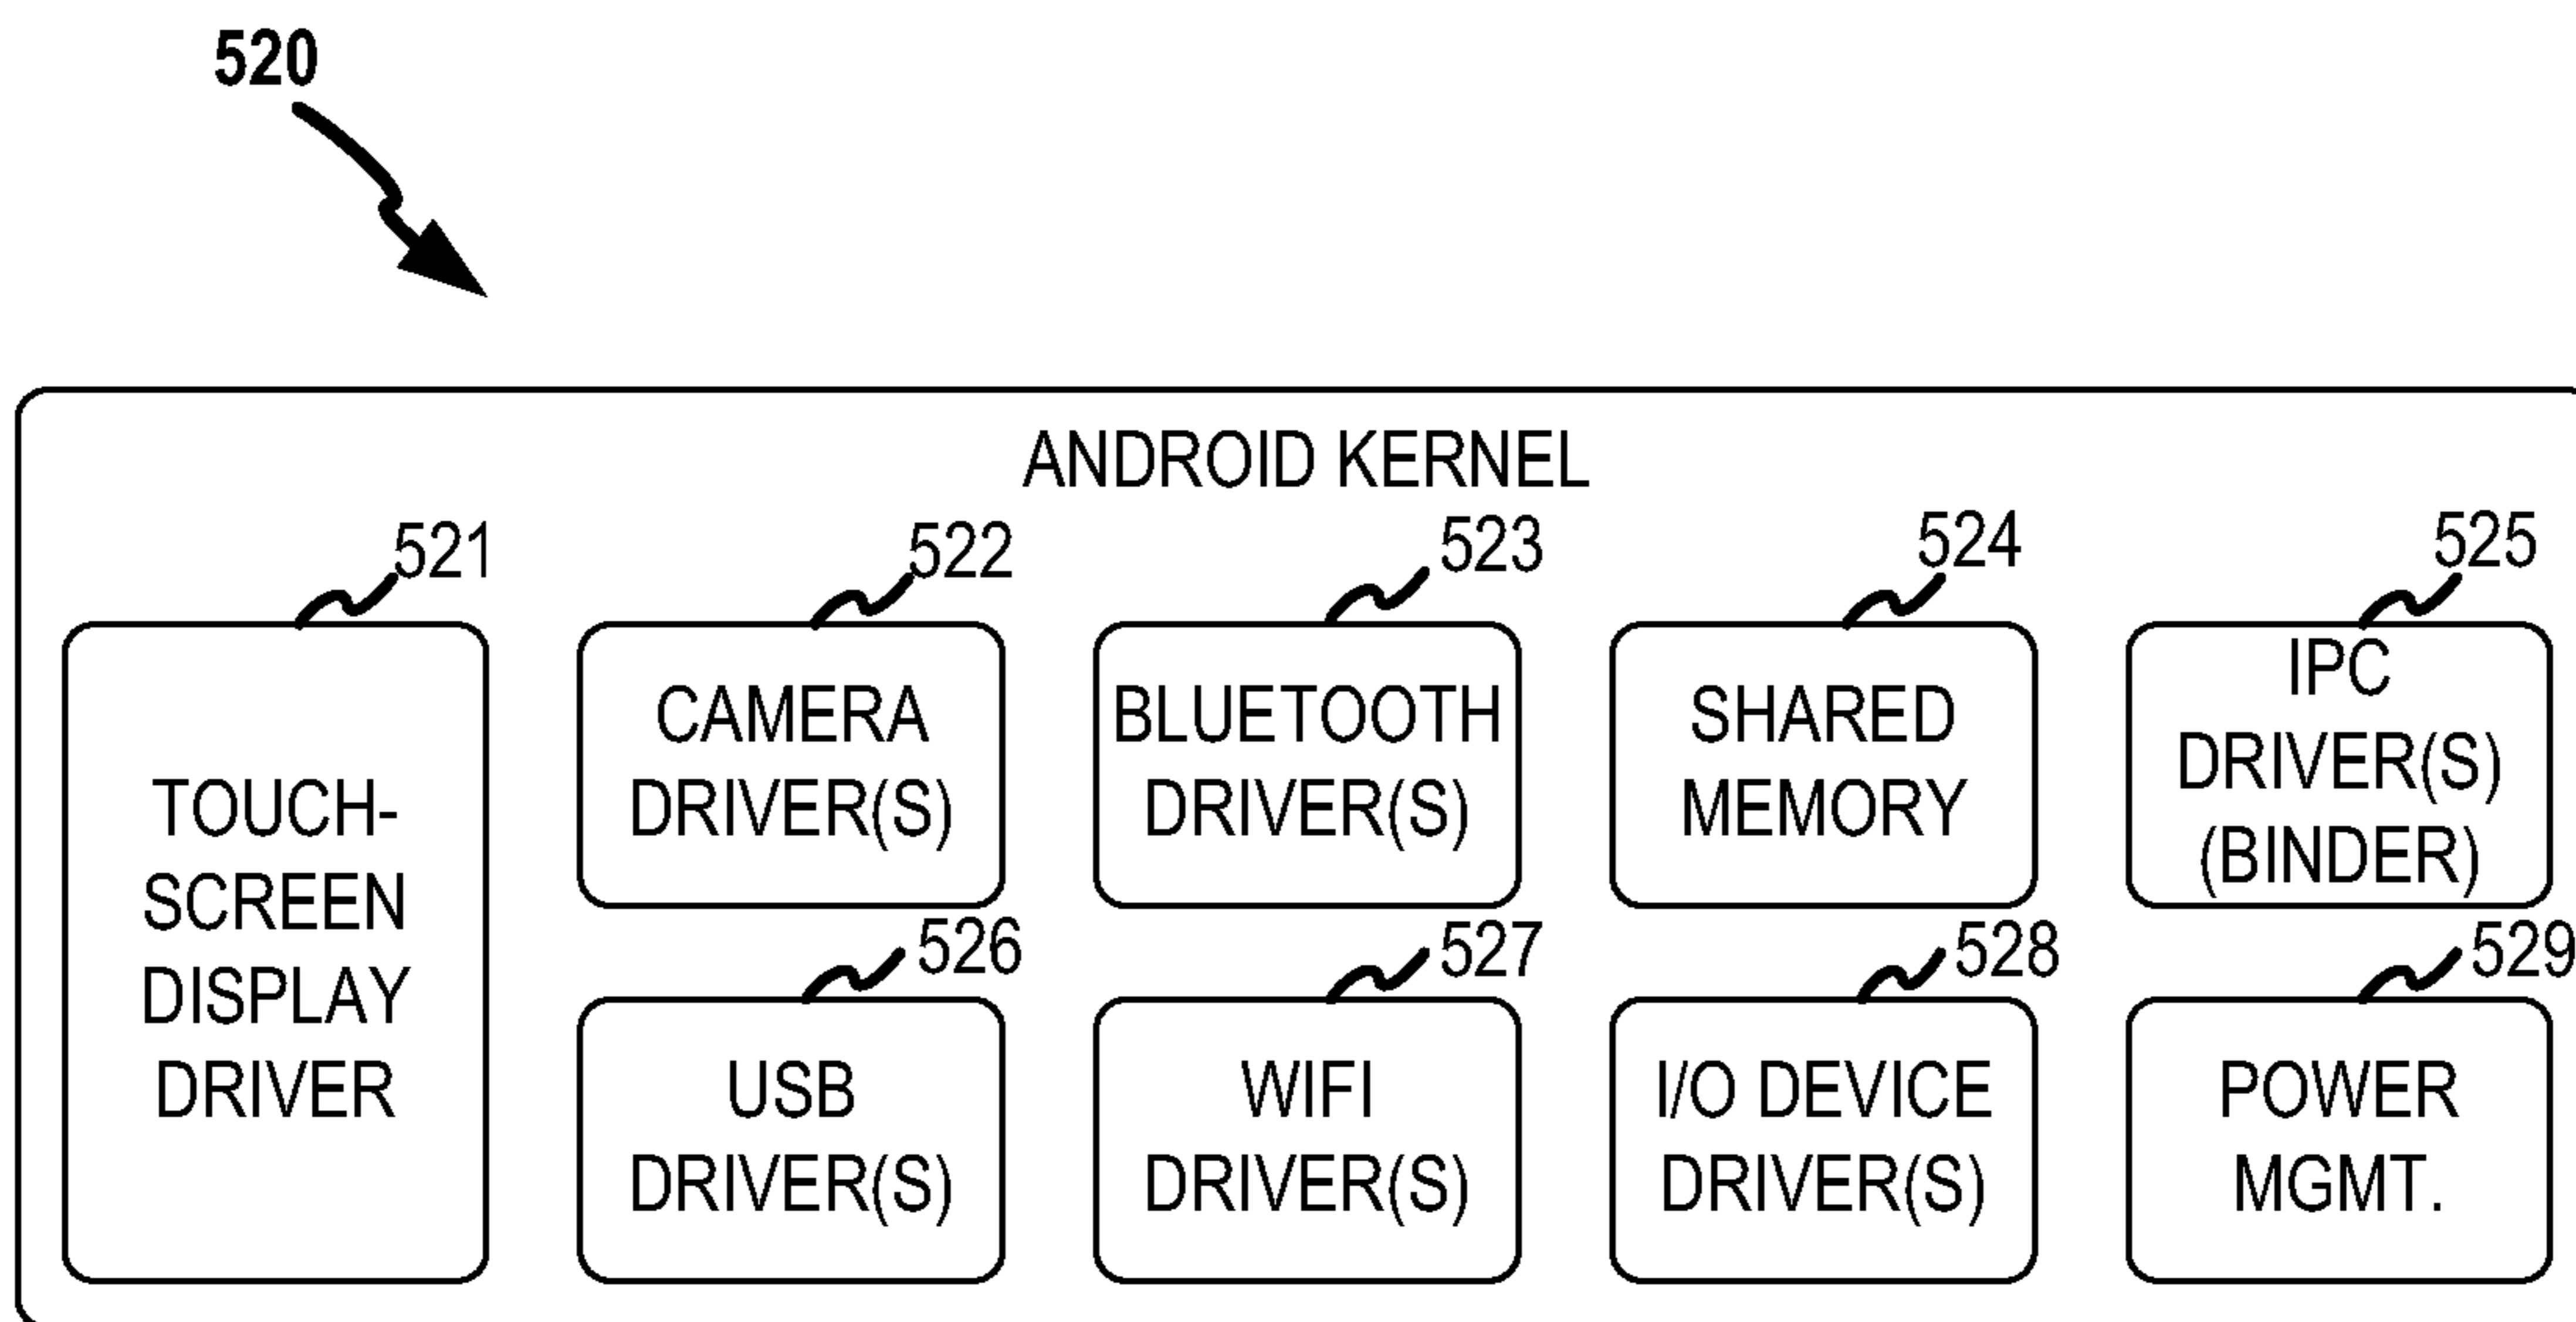 520
ANDROID KERNEL
521
522
523
524
525
TOUCH-
SCREEN
DISPLAY
DRIVER
CAMERA
DRIVER(S)
BLUETOOTH
DRIVER(S)
SHARED
MEMORY
IPC
DRIVER(S)
(BINDER)
526
527
528
529
USB
DRIVER(S)
WIFI
DRIVER(S)
I/O DEVICE
DRIVER(S)
POWER
MGMT.